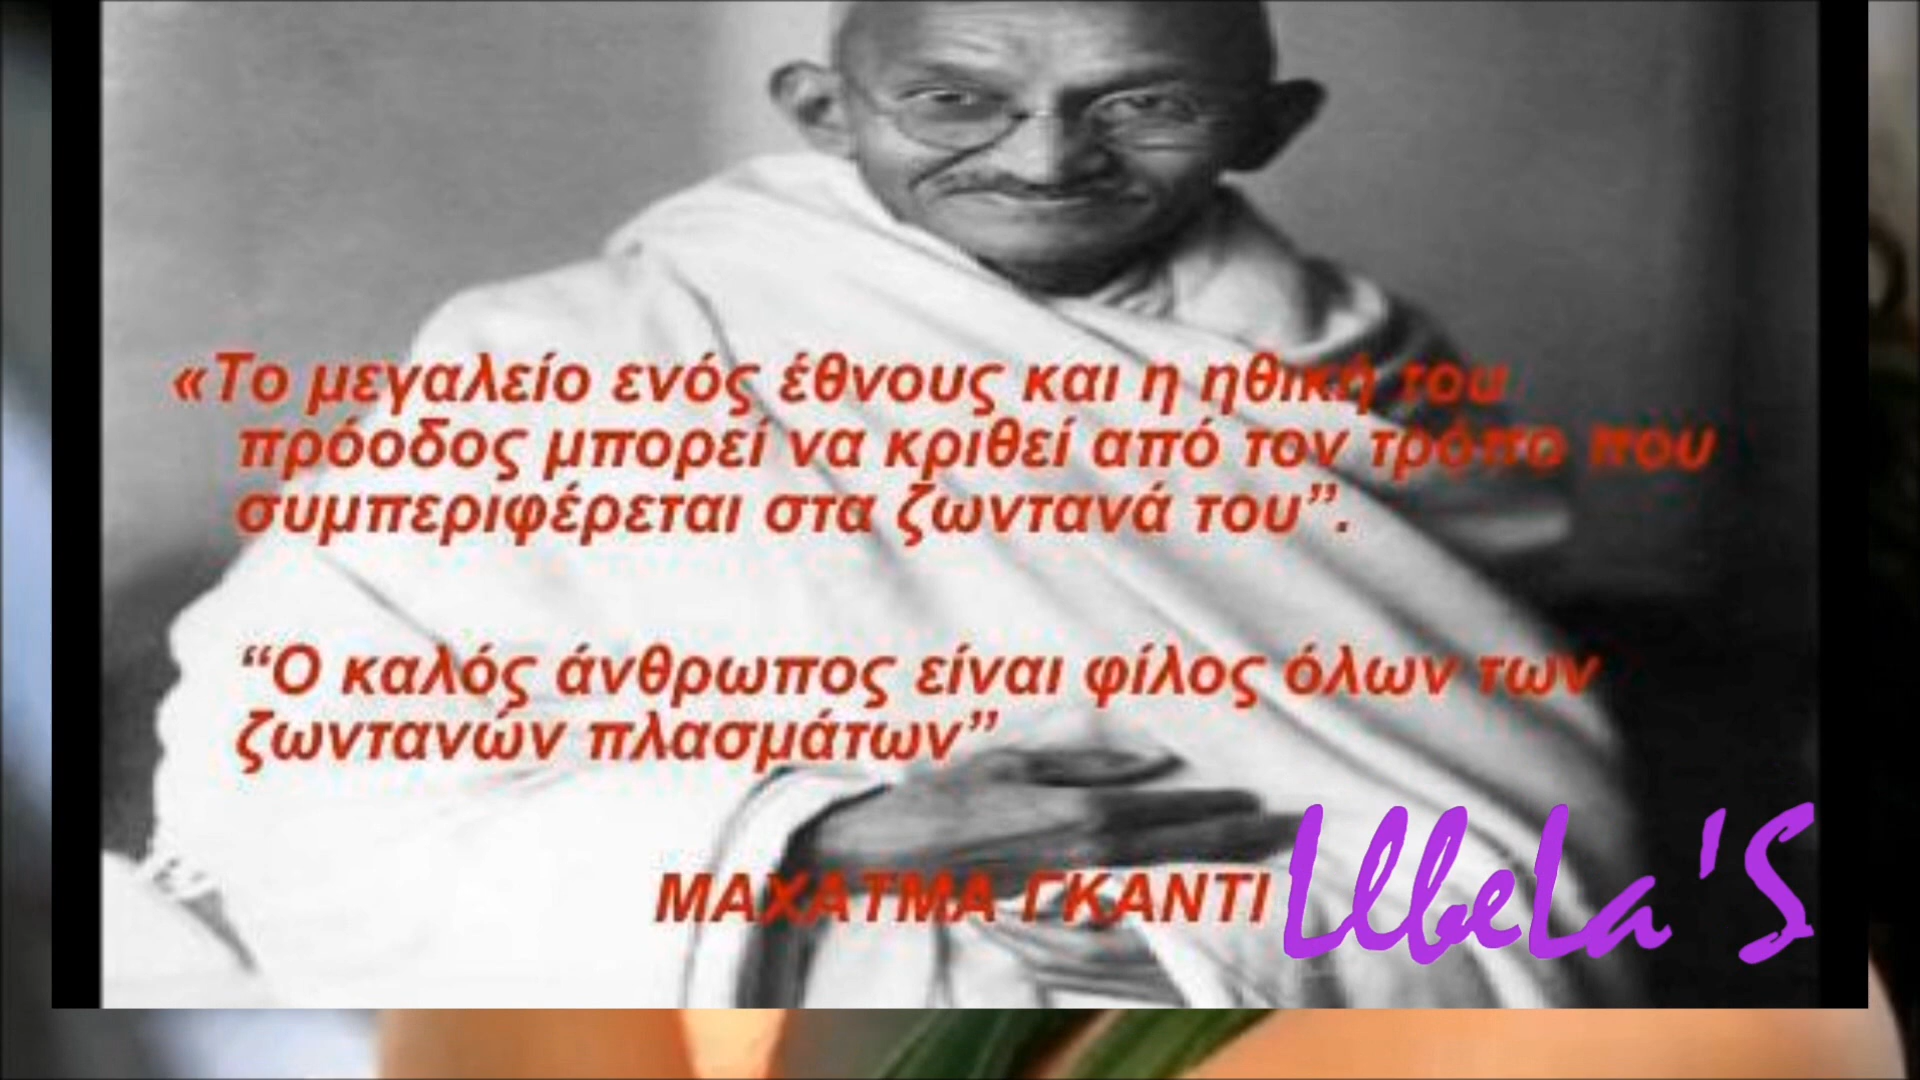 «Το μεγαλείο ενός έθνους και η ηθική του
πρόοδος μπορεί να κριθεί από τον τρόπο που
συμπεριφέρεται στα ζωντανά του”.
“Ο καλός άνθρωπος είναι φίλος όλων των
ζωντανών πλασμάτων”
ΜΑΧΑΤΜΑ ΓΚΑΝΤΙ